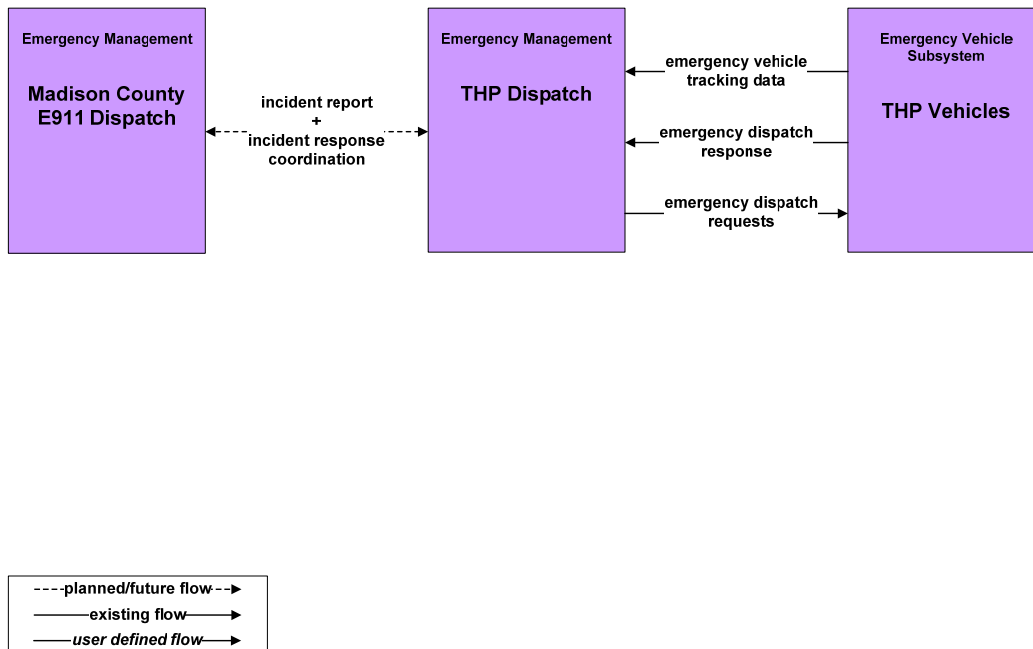 Emergency Management
Madison County
E911 Dispatch
incident report
+
incident response
coordination
Emergency Management
THP Dispatch
emergency vehicle
tracking data
emergency dispatch
response
emergency dispatch
requests
Emergency Vehicle
Subsystem
THP Vehicles
planned/future flow
existing flow
user defined flow